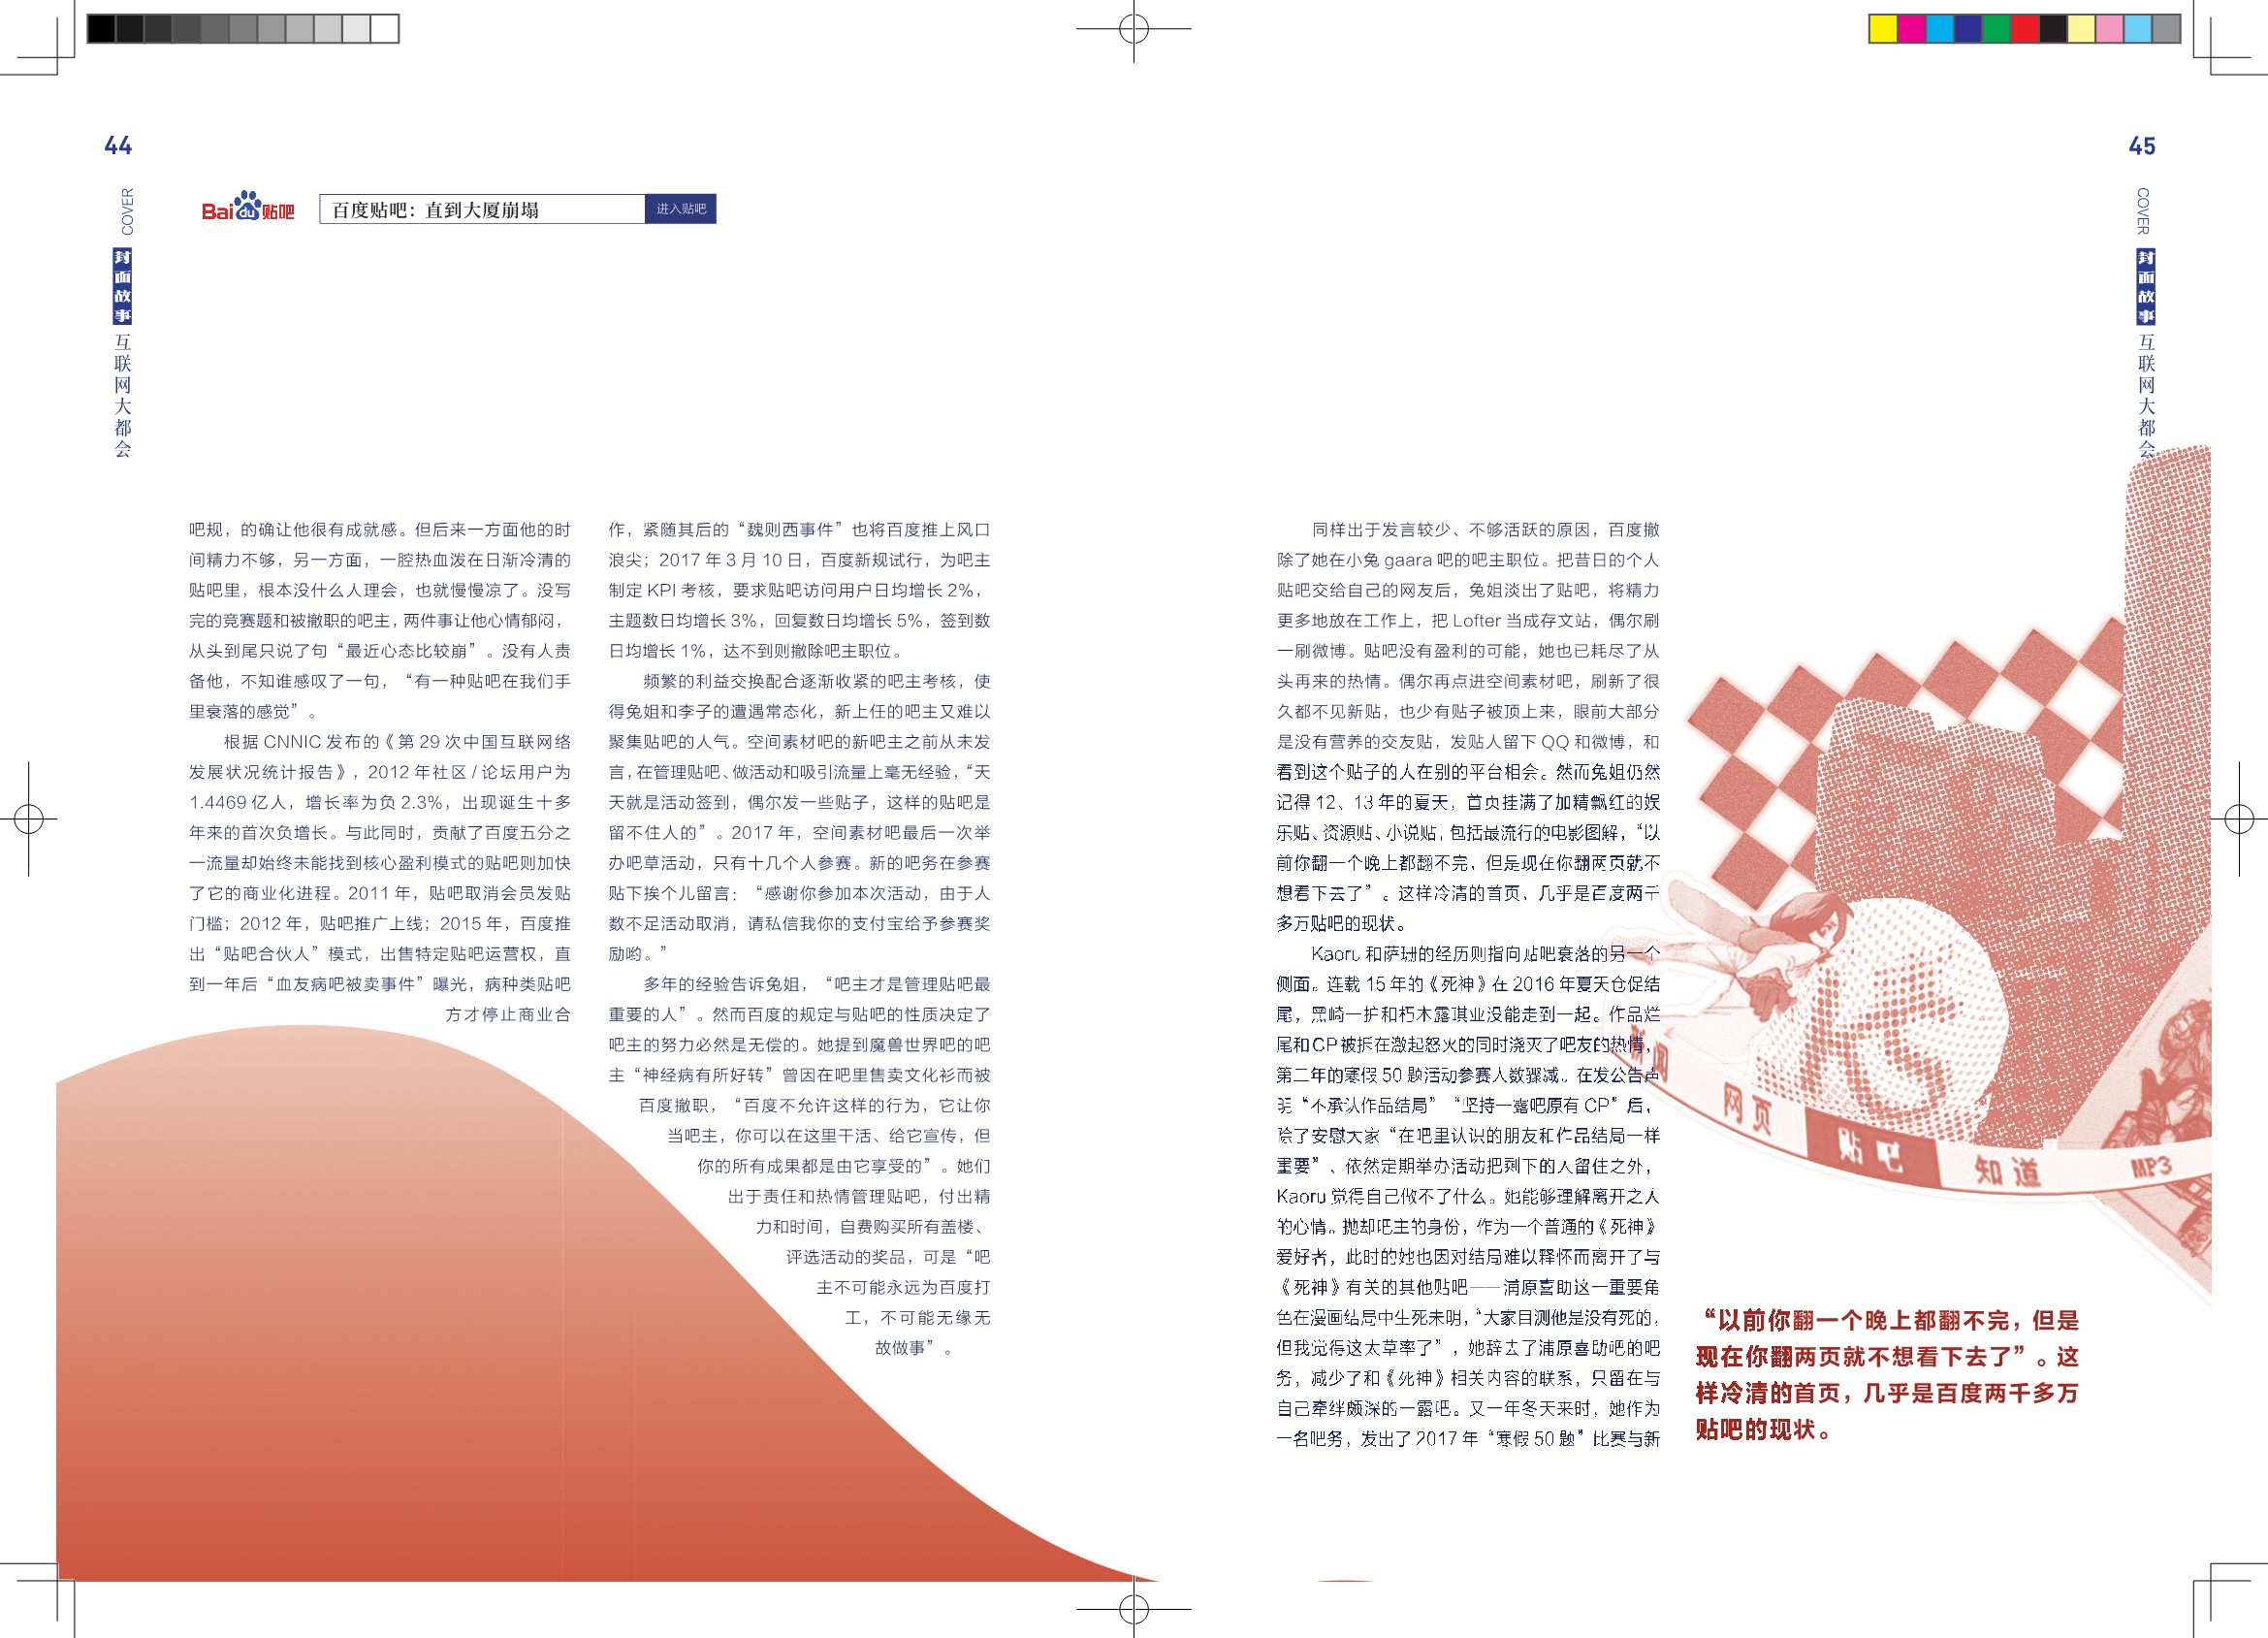 44
COVER
封面故事
互联网大都会
Bai du 贴吧
百度贴吧：直到大厦崩塌
进入贴吧
吧规，的确让他很有成就感。但后来一方面他的时
间精力不够，另一方面，一腔热血泼在日渐冷清的
贴吧里，根本没什么人理会，也就慢慢凉了。没写
完的竞赛题和被撤职的吧主，两件事让他心情郁闷，
从头到尾只说了句“最近心态比较崩”。没有人责
备他，不知谁感叹了一句，“有一种贴吧在我们手
里衰落的感觉”。
根据 CNNIC 发布的《第 29 次中国互联网络
发展状况统计报告》，2012 年社区 / 论坛用户为
1.4469 亿人，增长率为负 2.3%，出现诞生十多
年来的首次负增长。与此同时，贡献了百度五分之
一流量却始终未能找到核心盈利模式的贴吧则加快
了它的商业化进程。2011 年，贴吧取消会员发贴
门槛；2012 年，贴吧推广上线；2015 年，百度推
出“贴吧合伙人”模式，出售特定贴吧运营权，直
到一年后“血友病吧被卖事件”曝光，病种类贴吧
方才停止商业合
作，紧随其后的“魏则西事件”也将百度推上风口
浪尖；2017 年 3 月 10 日，百度新规试行，为吧主
制定 KPI 考核，要求贴吧访问用户日均增长 2%，
主题数日均增长 3%，回复数日均增长 5%，签到数
日均增长 1%，达不到则撤除吧主职位。
频繁的利益交换配合逐渐收紧的吧主考核，使
得兔姐和李子的遭遇常态化，新上任的吧主又难以
聚集贴吧的人气。空间素材吧的新吧主之前从未发
言，在管理贴吧、做活动和吸引流量上毫无经验，“天
天就是活动签到，偶尔发一些贴子，这样的贴吧是
留不住人的”。2017 年，空间素材吧最后一次举
办吧草活动，只有十几个人参赛。新的吧务在参赛
贴下挨个儿留言：“感谢你参加本次活动，由于人
数不足活动取消，请私信我你的支付宝给予参赛奖
励哟。”
多年的经验告诉兔姐，“吧主才是管理贴吧最
重要的人”。然而百度的规定与贴吧的性质决定了
吧主的努力必然是无偿的。她提到魔兽世界吧的吧
主“神经病有所好转”曾因在吧里售卖文化衫而被
百度撤职，“百度不允许这样的行为，它让你
当吧主，你可以在这里干活、给它宣传，但
你的所有成果都是由它享受的”。她们
出于责任和热情管理贴吧，付出精
力和时间，自费购买所有盖楼、
评选活动的奖品，可是“吧
主不可能永远为百度打
工，不可能无缘无
故做事”。
45
COVER
封面故事
互联网大都会
同样出于发言较少、不够活跃的原因，百度撤
除了她在小兔 gaara 吧的吧主职位。把昔日的个人
贴吧交给自己的网友后，兔姐淡出了贴吧，将精力
更多地放在工作上，把 Lofter 当成存文站，偶尔刷
一刷微博。贴吧没有盈利的可能，她也已耗尽了从
头再来的热情。偶尔再点进空间素材吧，刷新了很
久都不见新贴，也少有贴子被顶上来，眼前大部分
是没有营养的交友贴，发贴人留下 QQ 和微博，和
看到这个贴子的人在别的平台相会。然而兔姐仍然
记得 12、13 年的夏天，首页挂满了加精飘红的娱
乐贴、资源贴、小说贴，包括最流行的电影图解，“以
前你翻一个晚上都翻不完，但是现在你翻两页就不
想看下去了”。这样冷清的首页，几乎是百度两千
多万贴吧的现状。
Kaoru 和萨珊的经历则指向贴吧衰落的另一个
侧面。连载 15 年的《死神》在 2016 年夏天仓促结
尾，黑崎一护和朽木露琪亚没能走到一起。作品烂
尾和CP被拆在激起怒火的同时浇灭了吧友的热情，
第二年的寒假 50 题活动参赛人数骤减。在发公告声
明“不承认作品结局”“坚持一露吧原有 CP”后，
除了安慰大家“在吧里认识的朋友和作品结局一样
重要”、依然定期举办活动把剩下的人留住之外，
Kaoru 觉得自己做不了什么。她能够理解离开之人
的心情。抛却吧主的身份，作为一个普通的《死神》
爱好者，此时的她也因对结局难以释怀而离开了与
《死神》有关的其他贴吧——浦原喜助这一重要角
色在漫画结局中生死未明，“大家目测他是没有死的，
但我觉得这太草率了”，她辞去了浦原喜助吧的吧
务，减少了和《死神》相关内容的联系，只留在与
自己牵绊颇深的一露吧。又一年冬天来时，她作为
一名吧务，发出了 2017 年“寒假 50 题”比赛与新
新闻
网页
贴吧
知道
MP3
“以前你翻一个晚上都翻不完，但是
现在你翻两页就不想看下去了”。这
样冷清的首页，几乎是百度两千多万
贴吧的现状。